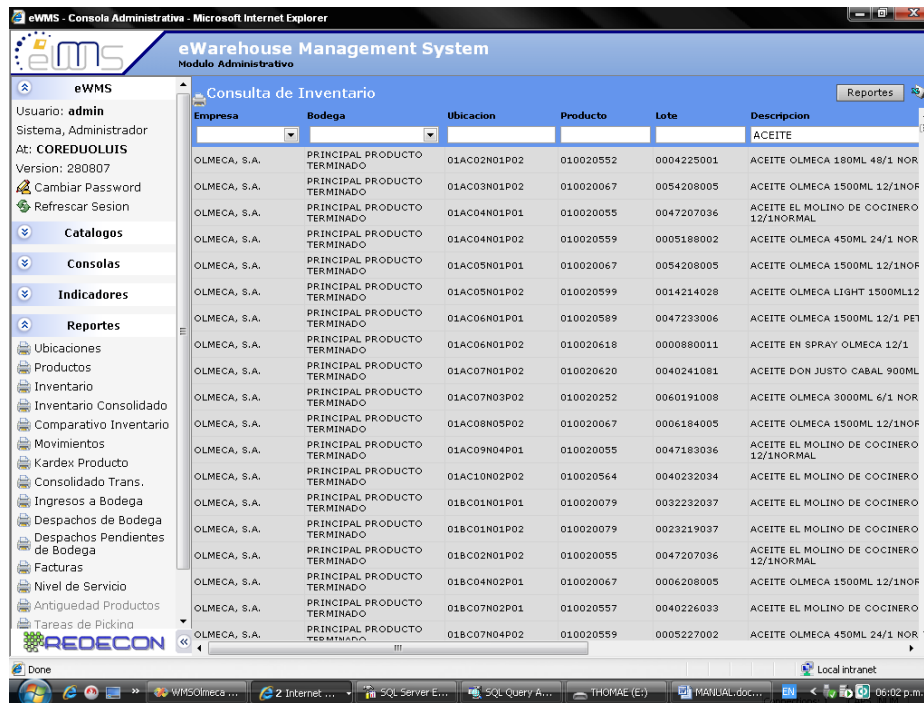 eWMS - Consola Administrativa - Microsoft Internet Explorer
eWMS
eWarehouse Management System
Modulo Administrativo
eWMS
Usuario: admin
Sistema, Administrador
At: COREDUOLUIS
Version: 280807
Cambiar Password
Refrescar Sesion
Catalogos
Consolas
Indicadores
Reportes
Ubicaciones
Productos
Inventario
Inventario Consolidado
Comparativo Inventario
Movimientos
Kardex Producto
Consolidado Trans.
Ingresos a Bodega
Despachos de Bodega
Despachos Pendientes
de Bodega
Facturas
Nivel de Servicio
Antiguedad Productos
Tareas de Picking
REDECON
Consulta de Inventario
Reportes
Empresa Bodega Ubicacion Producto Lote Descripcion
ACEITE
OLMECA, S.A. PRINCIPAL PRODUCTO TERMINADO 01AC02N01P02 010020552 0004225001 ACEITE OLMECA 180ML 48/1 NOR
OLMECA, S.A. PRINCIPAL PRODUCTO TERMINADO 01AC03N01P02 010020067 0054208005 ACEITE OLMECA 1500ML 12/1NOR
OLMECA, S.A. PRINCIPAL PRODUCTO TERMINADO 01AC04N01P01 010020055 0047207036 ACEITE EL MOLINO DE COCINERO 12/1NORMAL
OLMECA, S.A. PRINCIPAL PRODUCTO TERMINADO 01AC04N01P02 010020559 0005188002 ACEITE OLMECA 450ML 24/1 NOR
OLMECA, S.A. PRINCIPAL PRODUCTO TERMINADO 01AC05N01P01 010020067 0054208005 ACEITE OLMECA 1500ML 12/1NOR
OLMECA, S.A. PRINCIPAL PRODUCTO TERMINADO 01AC05N01P02 010020599 0014214028 ACEITE OLMECA LIGHT 1500ML12
OLMECA, S.A. PRINCIPAL PRODUCTO TERMINADO 01AC06N01P01 010020589 0047233006 ACEITE OLMECA 1500ML 12/1 PET
OLMECA, S.A. PRINCIPAL PRODUCTO TERMINADO 01AC06N01P02 010020618 0000880011 ACEITE EN SPRAY OLMECA 12/1
OLMECA, S.A. PRINCIPAL PRODUCTO TERMINADO 01AC07N01P02 010020620 0040241081 ACEITE DON JUSTO CABAL 900ML
OLMECA, S.A. PRINCIPAL PRODUCTO TERMINADO 01AC07N03P02 010020252 0060191008 ACEITE OLMECA 3000ML 6/1 NOR
OLMECA, S.A. PRINCIPAL PRODUCTO TERMINADO 01AC08N05P02 010020067 0006184005 ACEITE OLMECA 1500ML 12/1NOR
OLMECA, S.A. PRINCIPAL PRODUCTO TERMINADO 01AC09N04P01 010020055 0047183036 ACEITE EL MOLINO DE COCINERO 12/1NORMAL
OLMECA, S.A. PRINCIPAL PRODUCTO TERMINADO 01AC10N02P02 010020564 0040232034 ACEITE EL MOLINO DE COCINERO
OLMECA, S.A. PRINCIPAL PRODUCTO TERMINADO 01BC01N01P01 010020079 0032232037 ACEITE EL MOLINO DE COCINERO
OLMECA, S.A. PRINCIPAL PRODUCTO TERMINADO 01BC01N01P02 010020079 0023219037 ACEITE EL MOLINO DE COCINERO
OLMECA, S.A. PRINCIPAL PRODUCTO TERMINADO 01BC02N01P02 010020055 0047207036 ACEITE EL MOLINO DE COCINERO 12/1NORMAL
OLMECA, S.A. PRINCIPAL PRODUCTO TERMINADO 01BC04N02P01 010020067 0006208005 ACEITE OLMECA 1500ML 12/1NOR
OLMECA, S.A. PRINCIPAL PRODUCTO TERMINADO 01BC07N02P01 010020557 0040226033 ACEITE EL MOLINO DE COCINERO
OLMECA, S.A. PRINCIPAL PRODUCTO TERMINADO 01BC07N04P02 010020559 0005227002 ACEITE OLMECA 450ML 24/1 NOR
Done
Local intranet
WMSOlmeca ... 2 Internet ... SQL Server E... SQL Query A... THOMAE (E:) MANUAL.doc... EN 06:02 p.m.